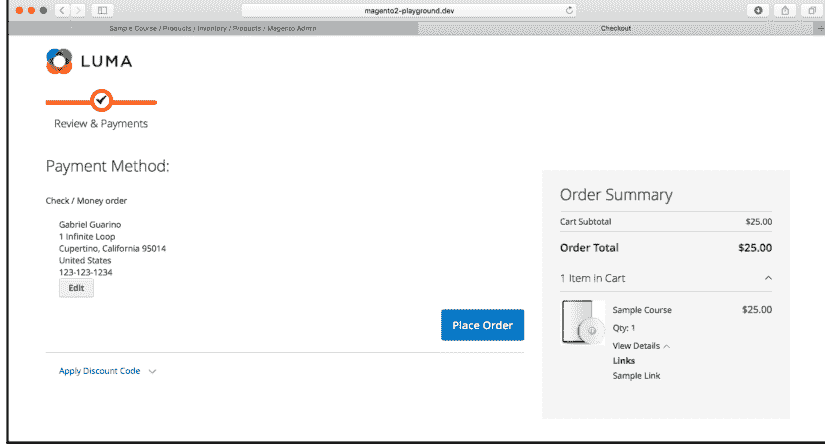 magento2-playground.dev
Sample Course / Products / Inventory / Products / Magento Admin
Checkout
LUMA
Review & Payments
Payment Method:
Check / Money order
Gabriel Guarino
1 Infinite Loop
Cupertino, California 95014
United States
123-123-1234
Edit
Place Order
Apply Discount Code
Order Summary
Cart Subtotal $25.00
Order Total $25.00
1 Item in Cart
Sample Course $25.00
Qty: 1
View Details
Links
Sample Link